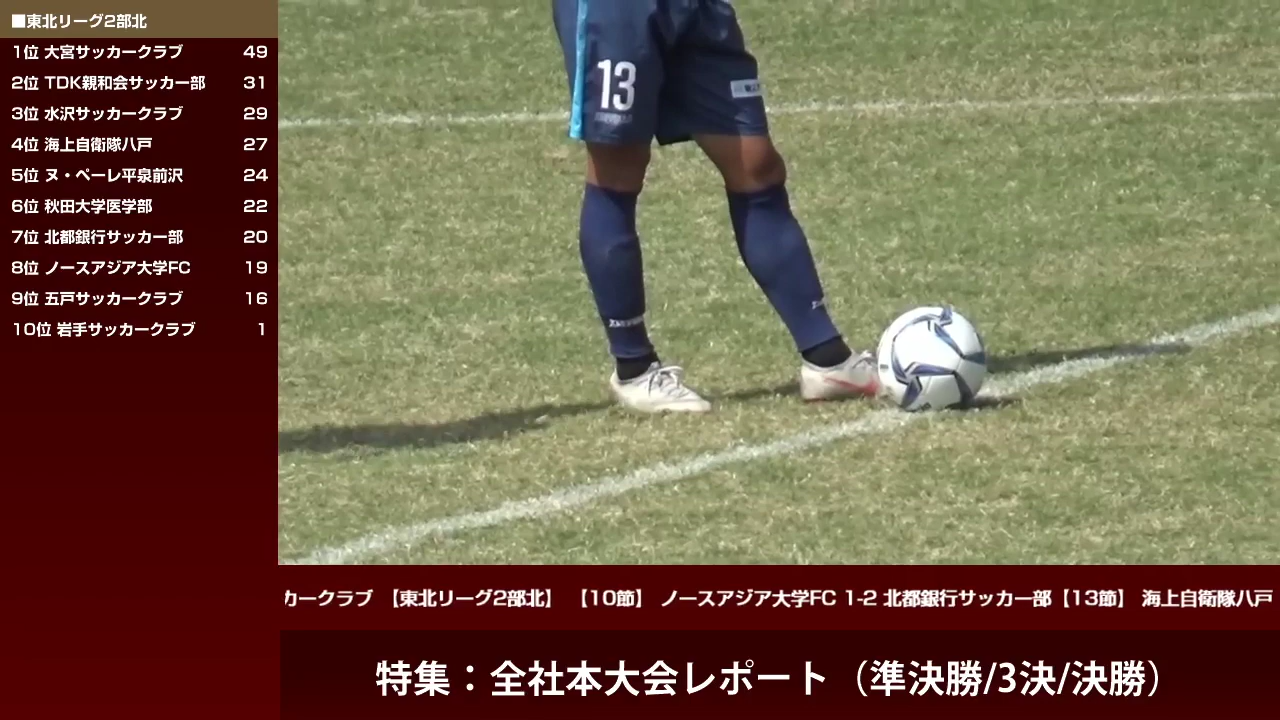 ■東北リーグ2部北
1位 大宮サッカークラブ 49
2位 TDK親和会サッカー部 31
3位 水沢サッカークラブ 29
4位 海上自衛隊八戸 27
5位 ヌ・ペーレ平泉前沢 24
6位 秋田大学医学部 22
7位 北都銀行サッカー部 20
8位 ノースアジア大学FC 19
9位 五戸サッカークラブ 16
10位 岩手サッカークラブ 1
13
カークラブ 【東北リーグ2部北】 【10節】 ノースアジア大学FC 1-2 北都銀行サッカー部【13節】 海上自衛隊八戸
特集：全社本大会レポート（準決勝/3決/決勝）